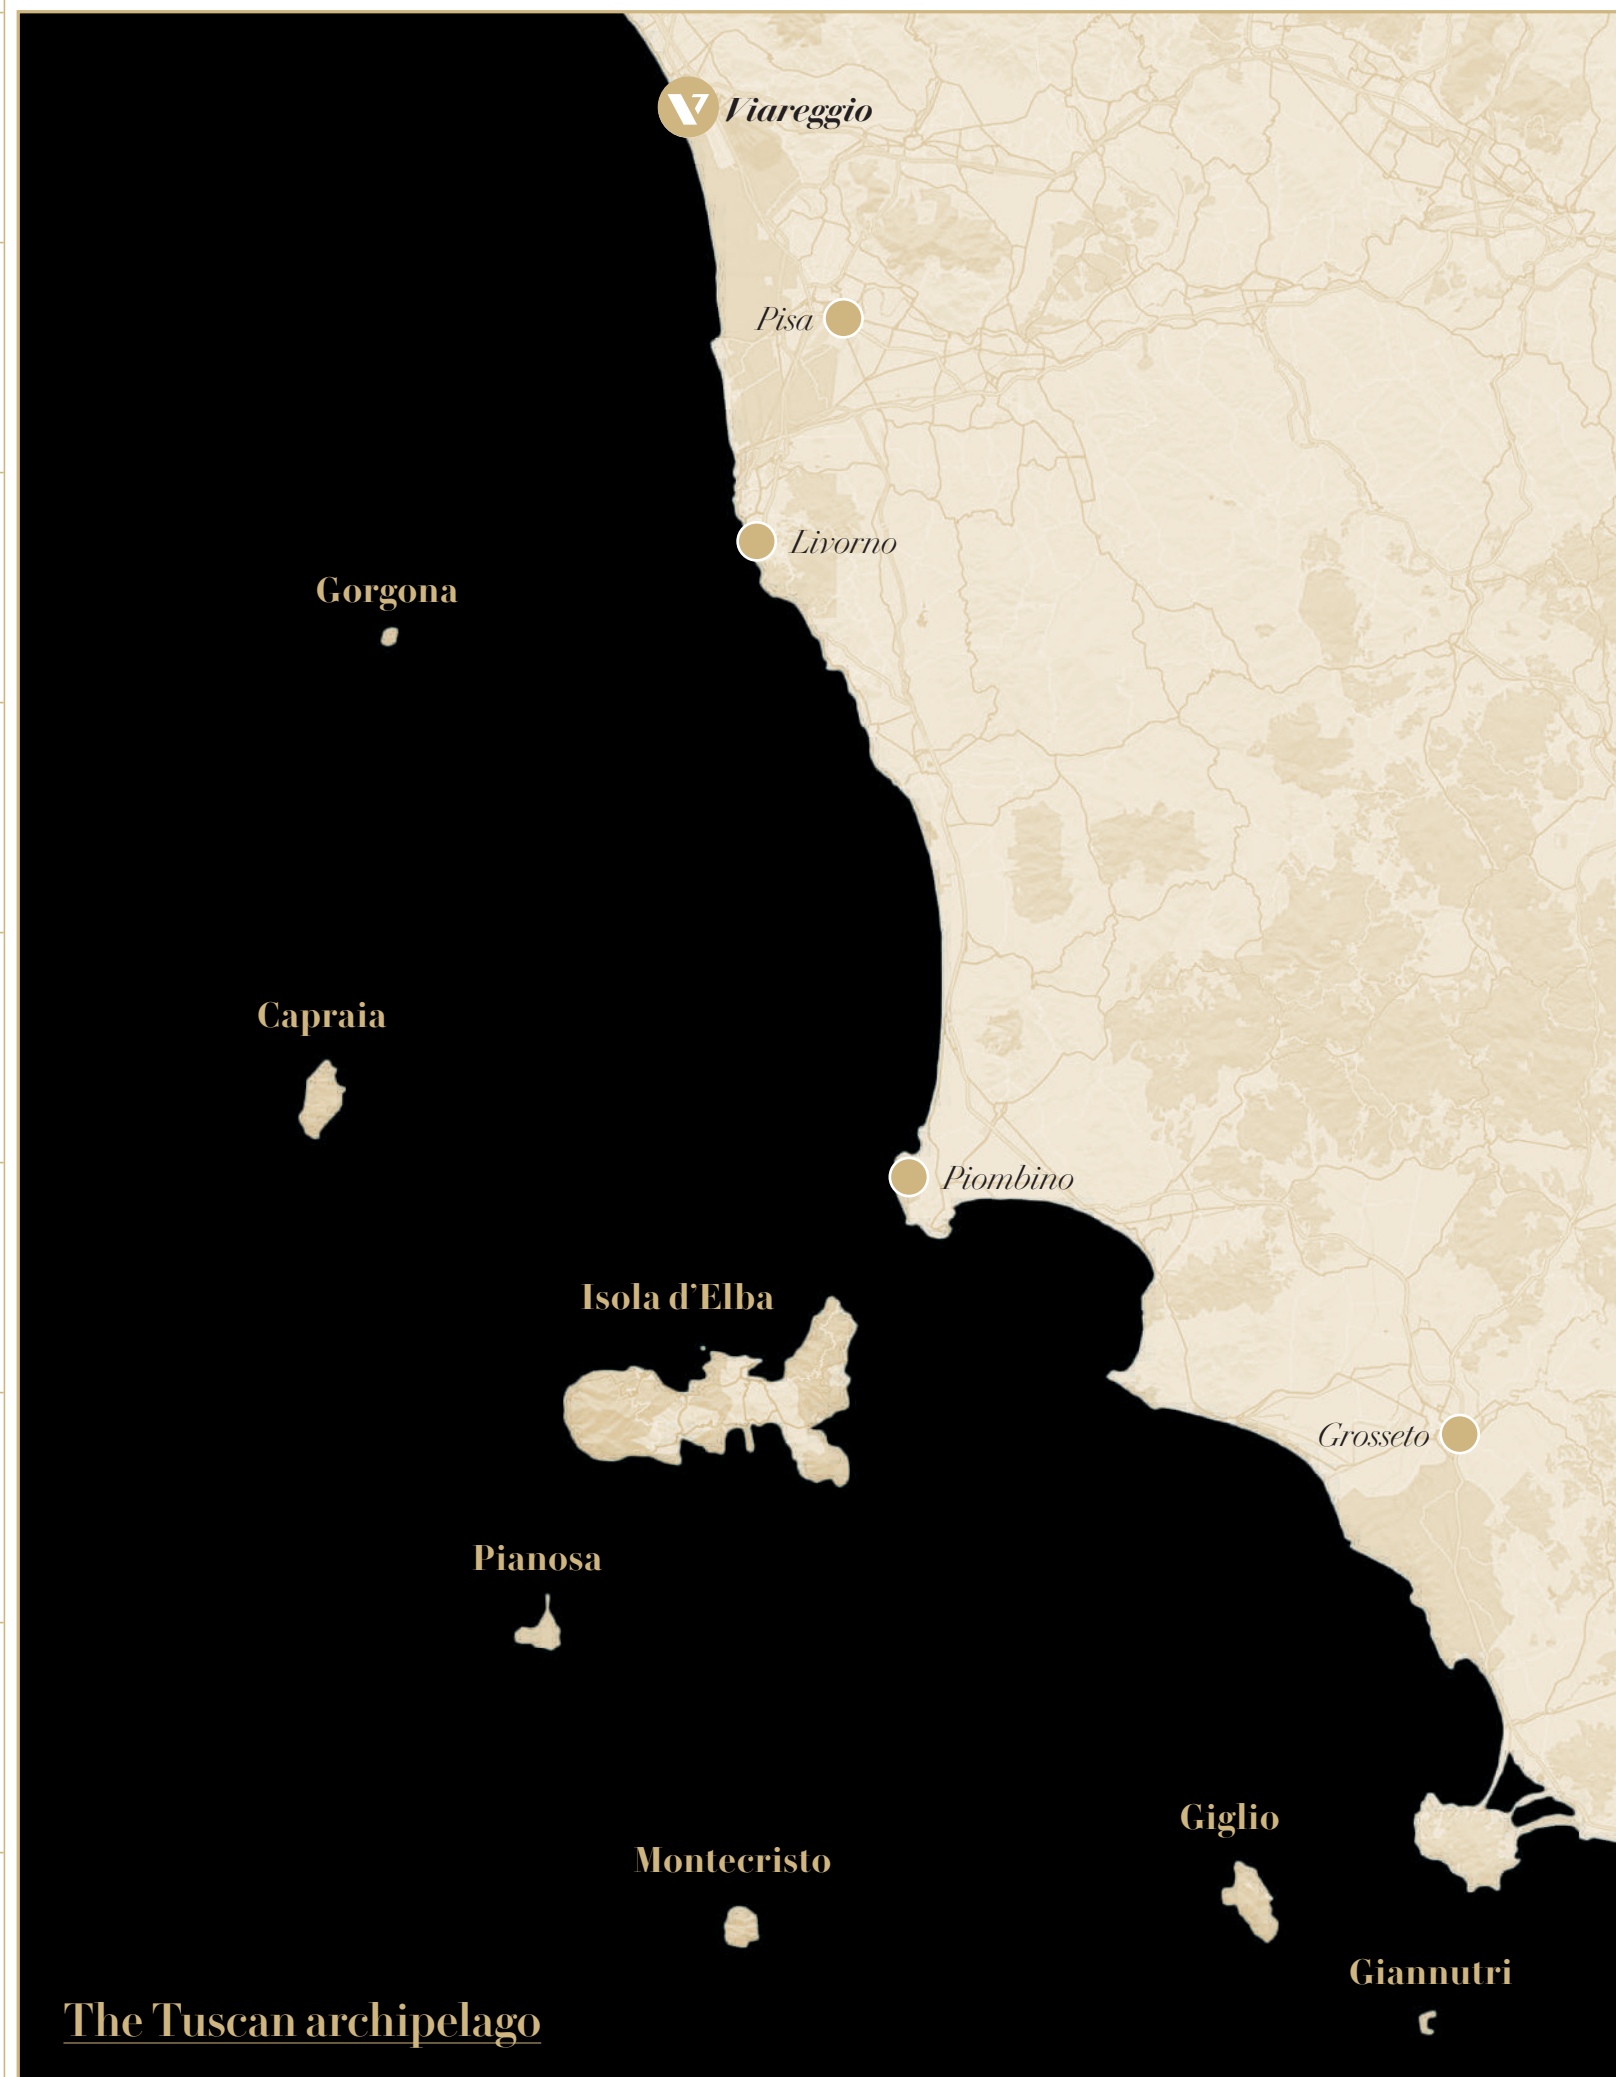 Viareggio
Pisa
Livorno
Gorgona
Capraia
Piombino
Isola d’Elba
Grosseto
Pianosa
Giglio
Montecristo
Giannutri
The Tuscan archipelago